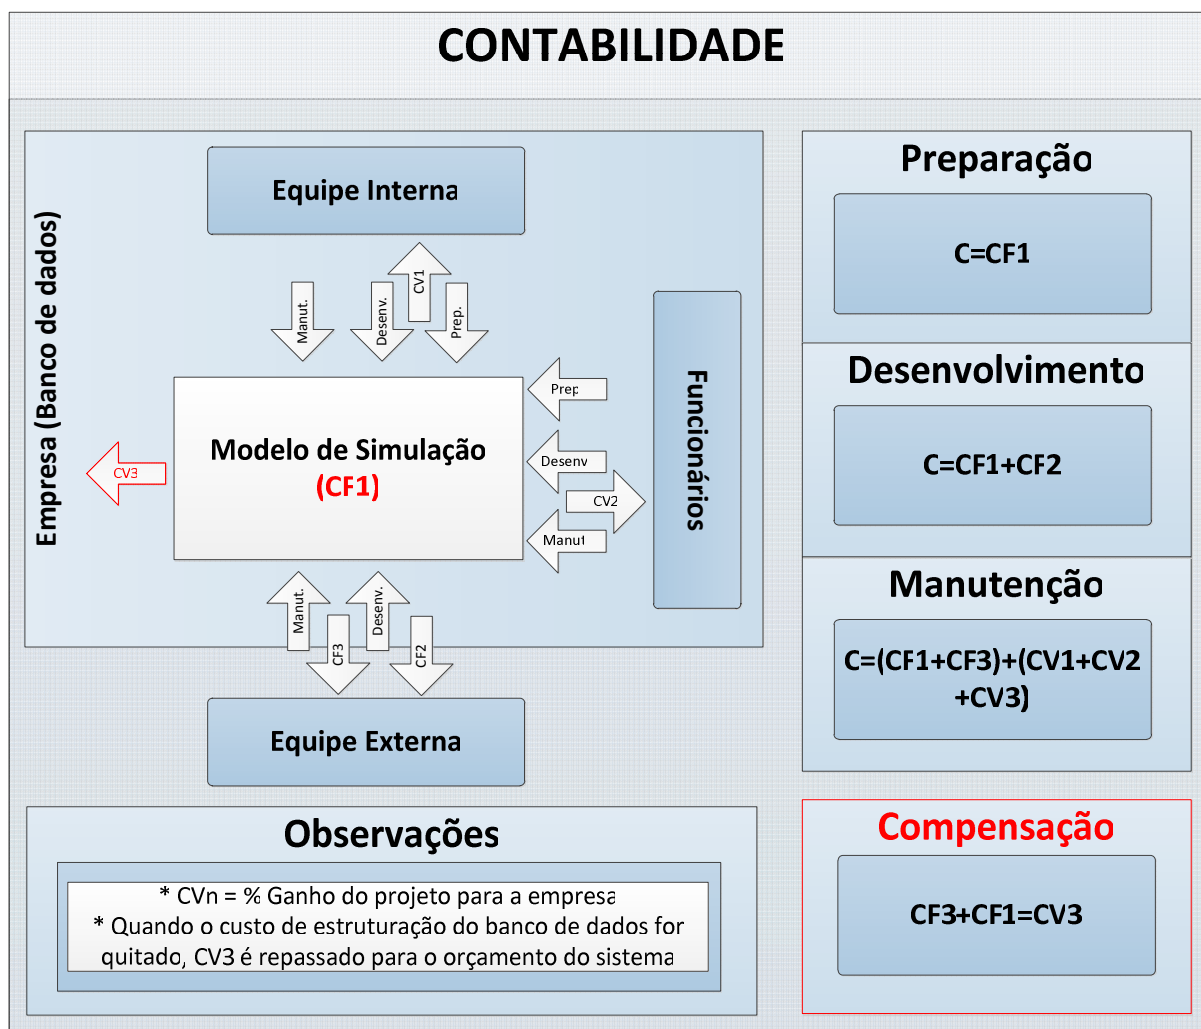 CONTABILIDADE
Empresa (Banco de dados)
Equipe Interna
Manut.
Desenv.
CV1
Prep.
Modelo de Simulação
(CF1)
CV3
Prep
Desenv
CV2
Manut
Funcionários
Manut.
CF3
Desenv.
CF2
Equipe Externa
Preparação
C=CF1
Desenvolvimento
C=CF1+CF2
Manutenção
C=(CF1+CF3)+(CV1+CV2
+CV3)
Observações
* CVn = % Ganho do projeto para a empresa
* Quando o custo de estruturação do banco de dados for
quitado, CV3 é repassado para o orçamento do sistema
Compensação
CF3+CF1=CV3